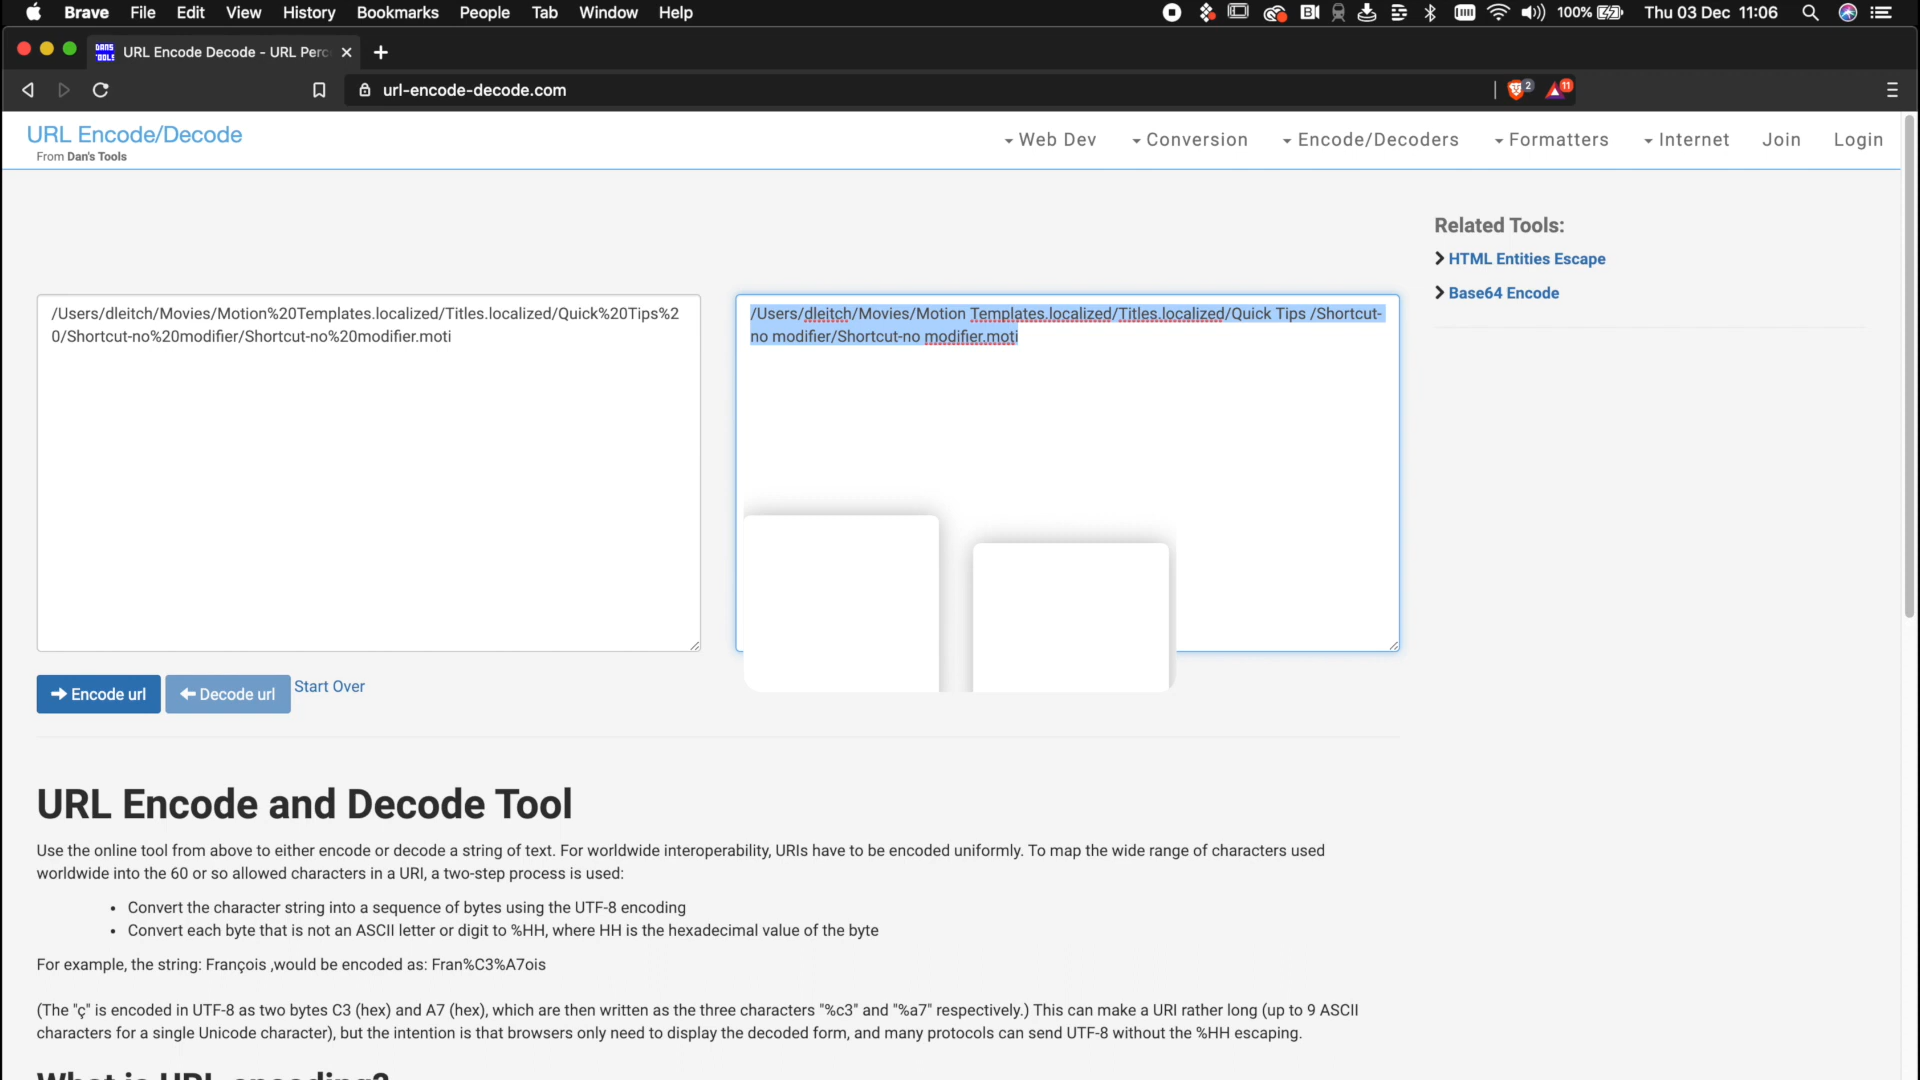 Brave File Edit View History Bookmarks People Tab Window Help 100% Thu 03 Dec 11:06
DANS TOOLS URL Encode Decode - URL Perc
url-encode-decode.com 2 11
URL Encode/Decode
From Dan's Tools
Web Dev Conversion Encode/Decoders Formatters Internet Join Login
Related Tools:
HTML Entities Escape
Base64 Encode
/Users/dleitch/Movies/Motion%20Templates.localized/Titles.localized/Quick%20Tips%2
0/Shortcut-no%20modifier/Shortcut-no%20modifier.moti
/Users/dleitch/Movies/Motion Templates.localized/Titles.localized/Quick Tips /Shortcut-
no modifier/Shortcut-no modifier.moti
Encode url Decode url Start Over
URL Encode and Decode Tool
Use the online tool from above to either encode or decode a string of text. For worldwide interoperability, URIs have to be encoded uniformly. To map the wide range of characters used
worldwide into the 60 or so allowed characters in a URI, a two-step process is used:
• Convert the character string into a sequence of bytes using the UTF-8 encoding
• Convert each byte that is not an ASCII letter or digit to %HH, where HH is the hexadecimal value of the byte
For example, the string: François ,would be encoded as: Fran%C3%A7ois
(The "ç" is encoded in UTF-8 as two bytes C3 (hex) and A7 (hex), which are then written as the three characters "%c3" and "%a7" respectively.) This can make a URI rather long (up to 9 ASCII
characters for a single Unicode character), but the intention is that browsers only need to display the decoded form, and many protocols can send UTF-8 without the %HH escaping.
What is URL encoding?